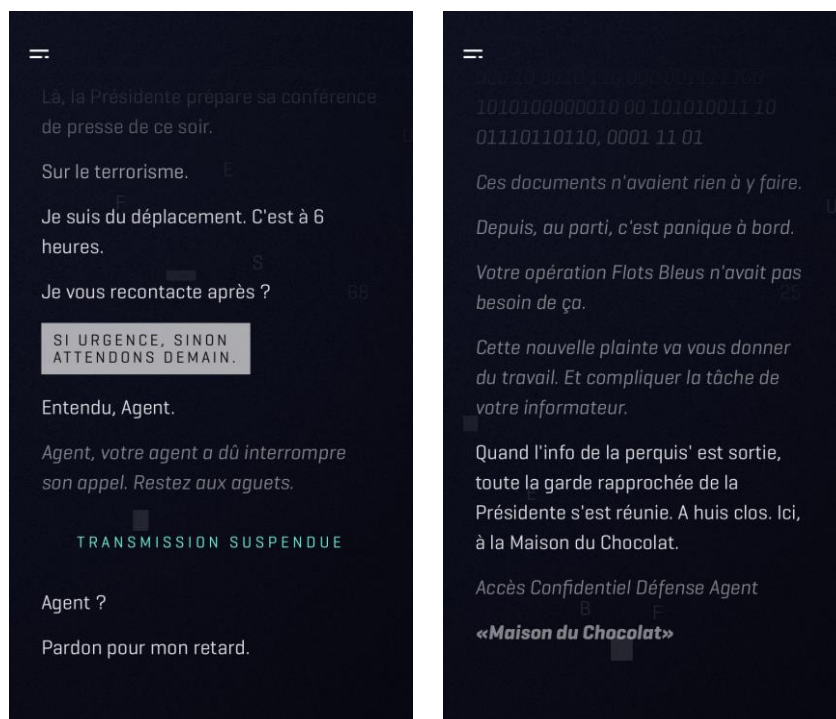 Là, la Présidente prépare sa conférence
de presse de ce soir.
Sur le terrorisme.
E
F
Je suis du déplacement. C'est à 6
heures.
S
Je vous recontacte après ?
68
SI URGENCE, SINON
ATTENDONS DEMAIN.
Entendu, Agent.
Agent, votre agent a dû interrompre
son appel. Restez aux aguets.
TRANSMISSION SUSPENDUE
Agent ?
Pardon pour mon retard.
1010100000010 00 101010011 10
01110110110, 0001 11 01
Ces documents n'avaient rien à y faire.
U
Depuis, au parti, c'est panique à bord.
Votre opération Flots Bleus n'avait pas
besoin de ça.
25
Cette nouvelle plainte va vous donner
du travail. Et compliquer la tâche de
votre informateur.
Quand l'info de la perquis' est sortie,
toute la garde rapprochée de la
E
Présidente s'est réunie. A huis clos. Ici,
à la Maison du Chocolat.
Accès Confidentiel Défense Agent
B
F
«Maison du Chocolat»